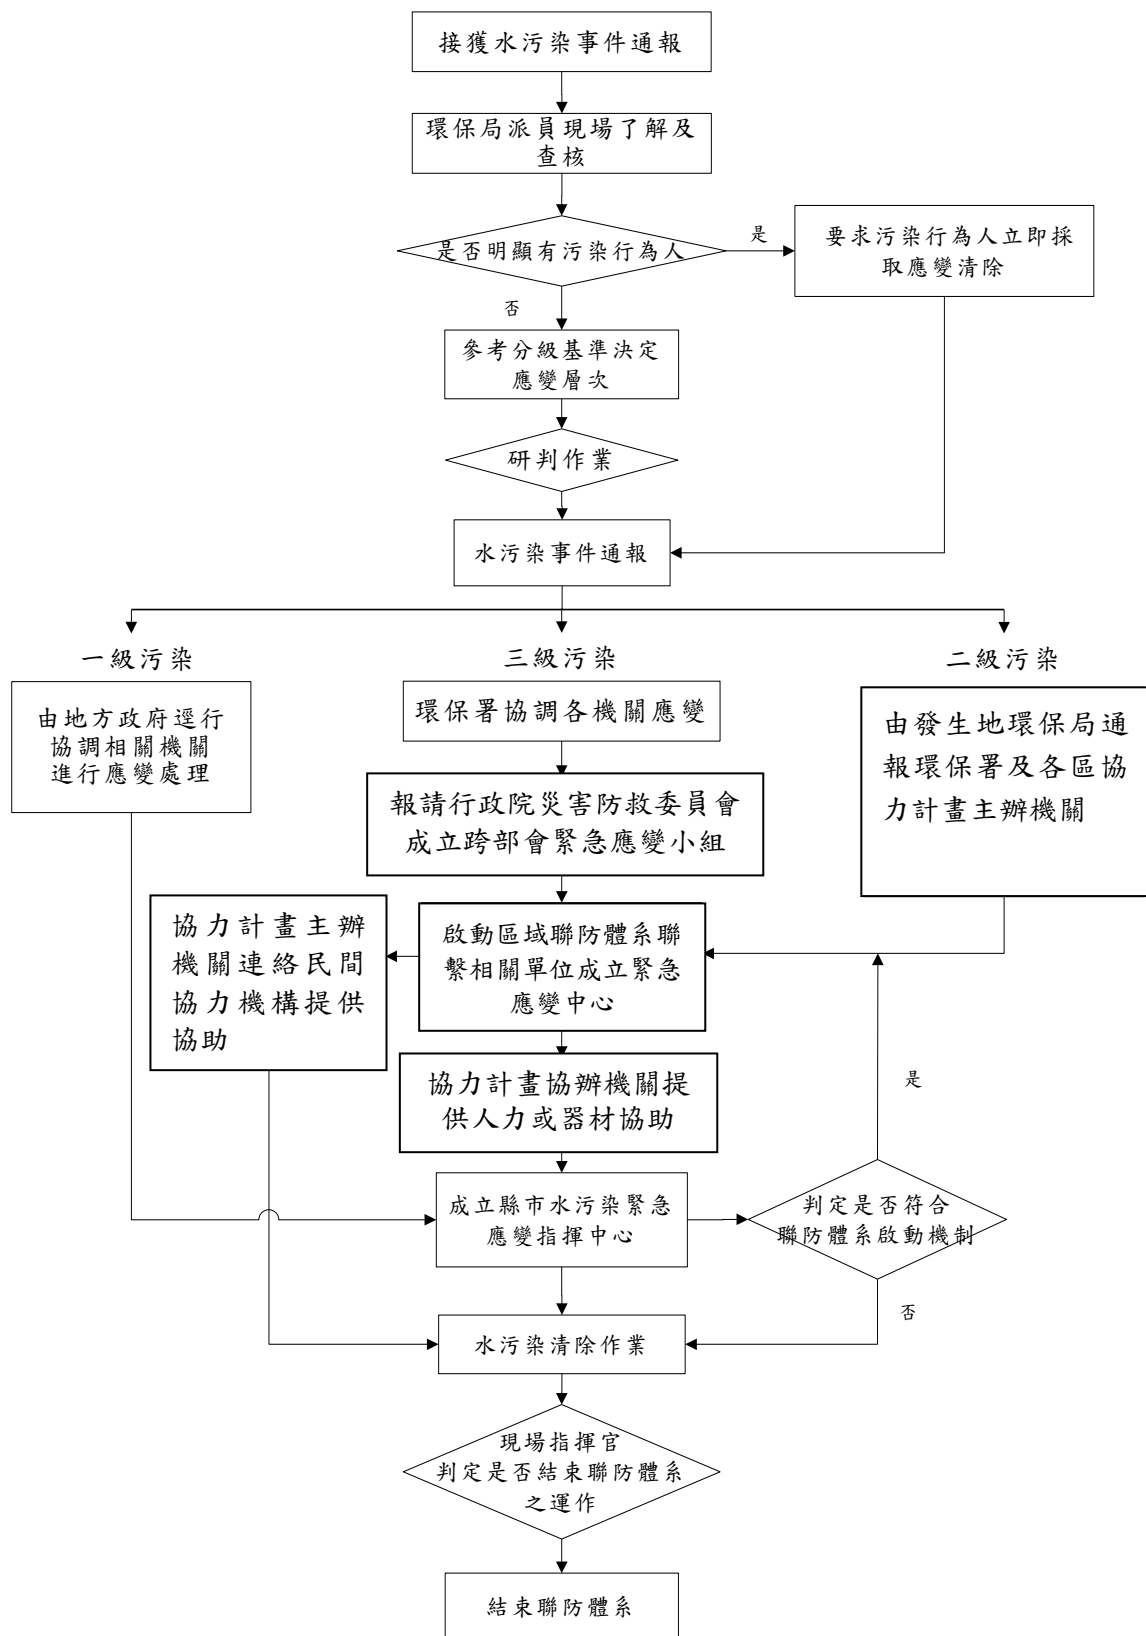 接獲水污染事件通報
環保局派員現場了解及
查核
是否明顯有污染行為人
是
要求污染行為人立即採
取應變清除
否
參考分級基準決定
應變層次
研判作業
水污染事件通報
一級污染
三級污染
二級污染
由地方政府逕行
協調相關機關
進行應變處理
環保署協調各機關應變
由發生地環保局通
報環保署及各區協
力計畫主辦機關
報請行政院災害防救委員會
成立跨部會緊急應變小組
協力計畫主辦
機關連絡民間
協力機構提供
協助
啟動區域聯防體系聯
繫相關單位成立緊急
應變中心
協力計畫協辦機關提
供人力或器材協助
是
成立縣市水污染緊急
應變指揮中心
判定是否符合
聯防體系啟動機制
否
水污染清除作業
現場指揮官
判定是否結束聯防體系
之運作
結束聯防體系